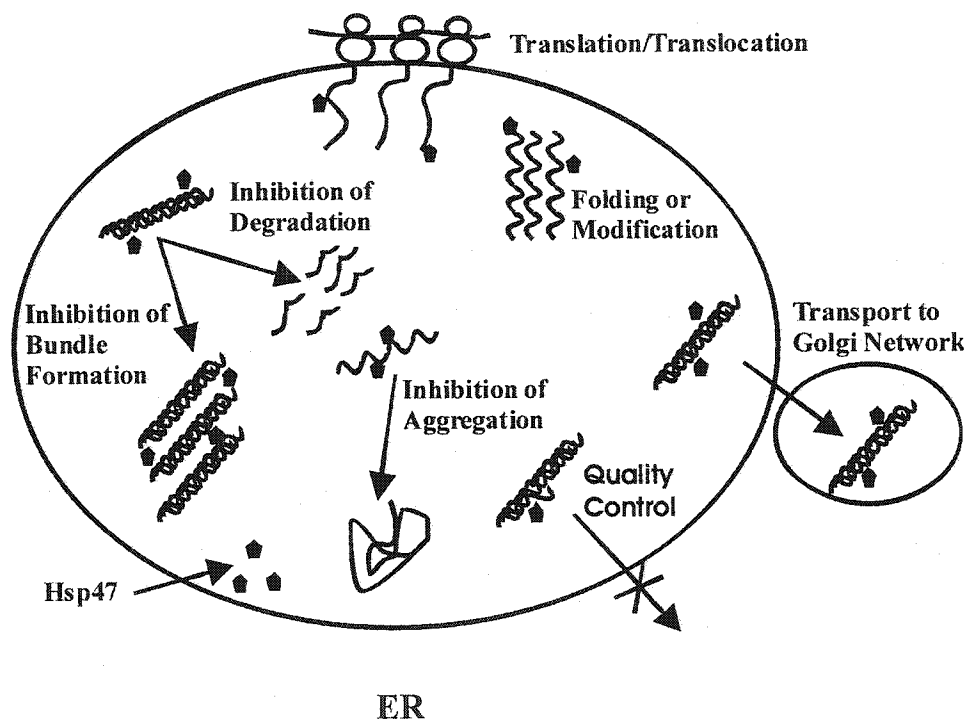 Translation/Translocation
Inhibition of
Degradation
Folding or
Modification
Inhibition of
Bundle
Formation
Transport to
Golgi Network
Inhibition of
Aggregation
Quality
Control
Hsp47
ER